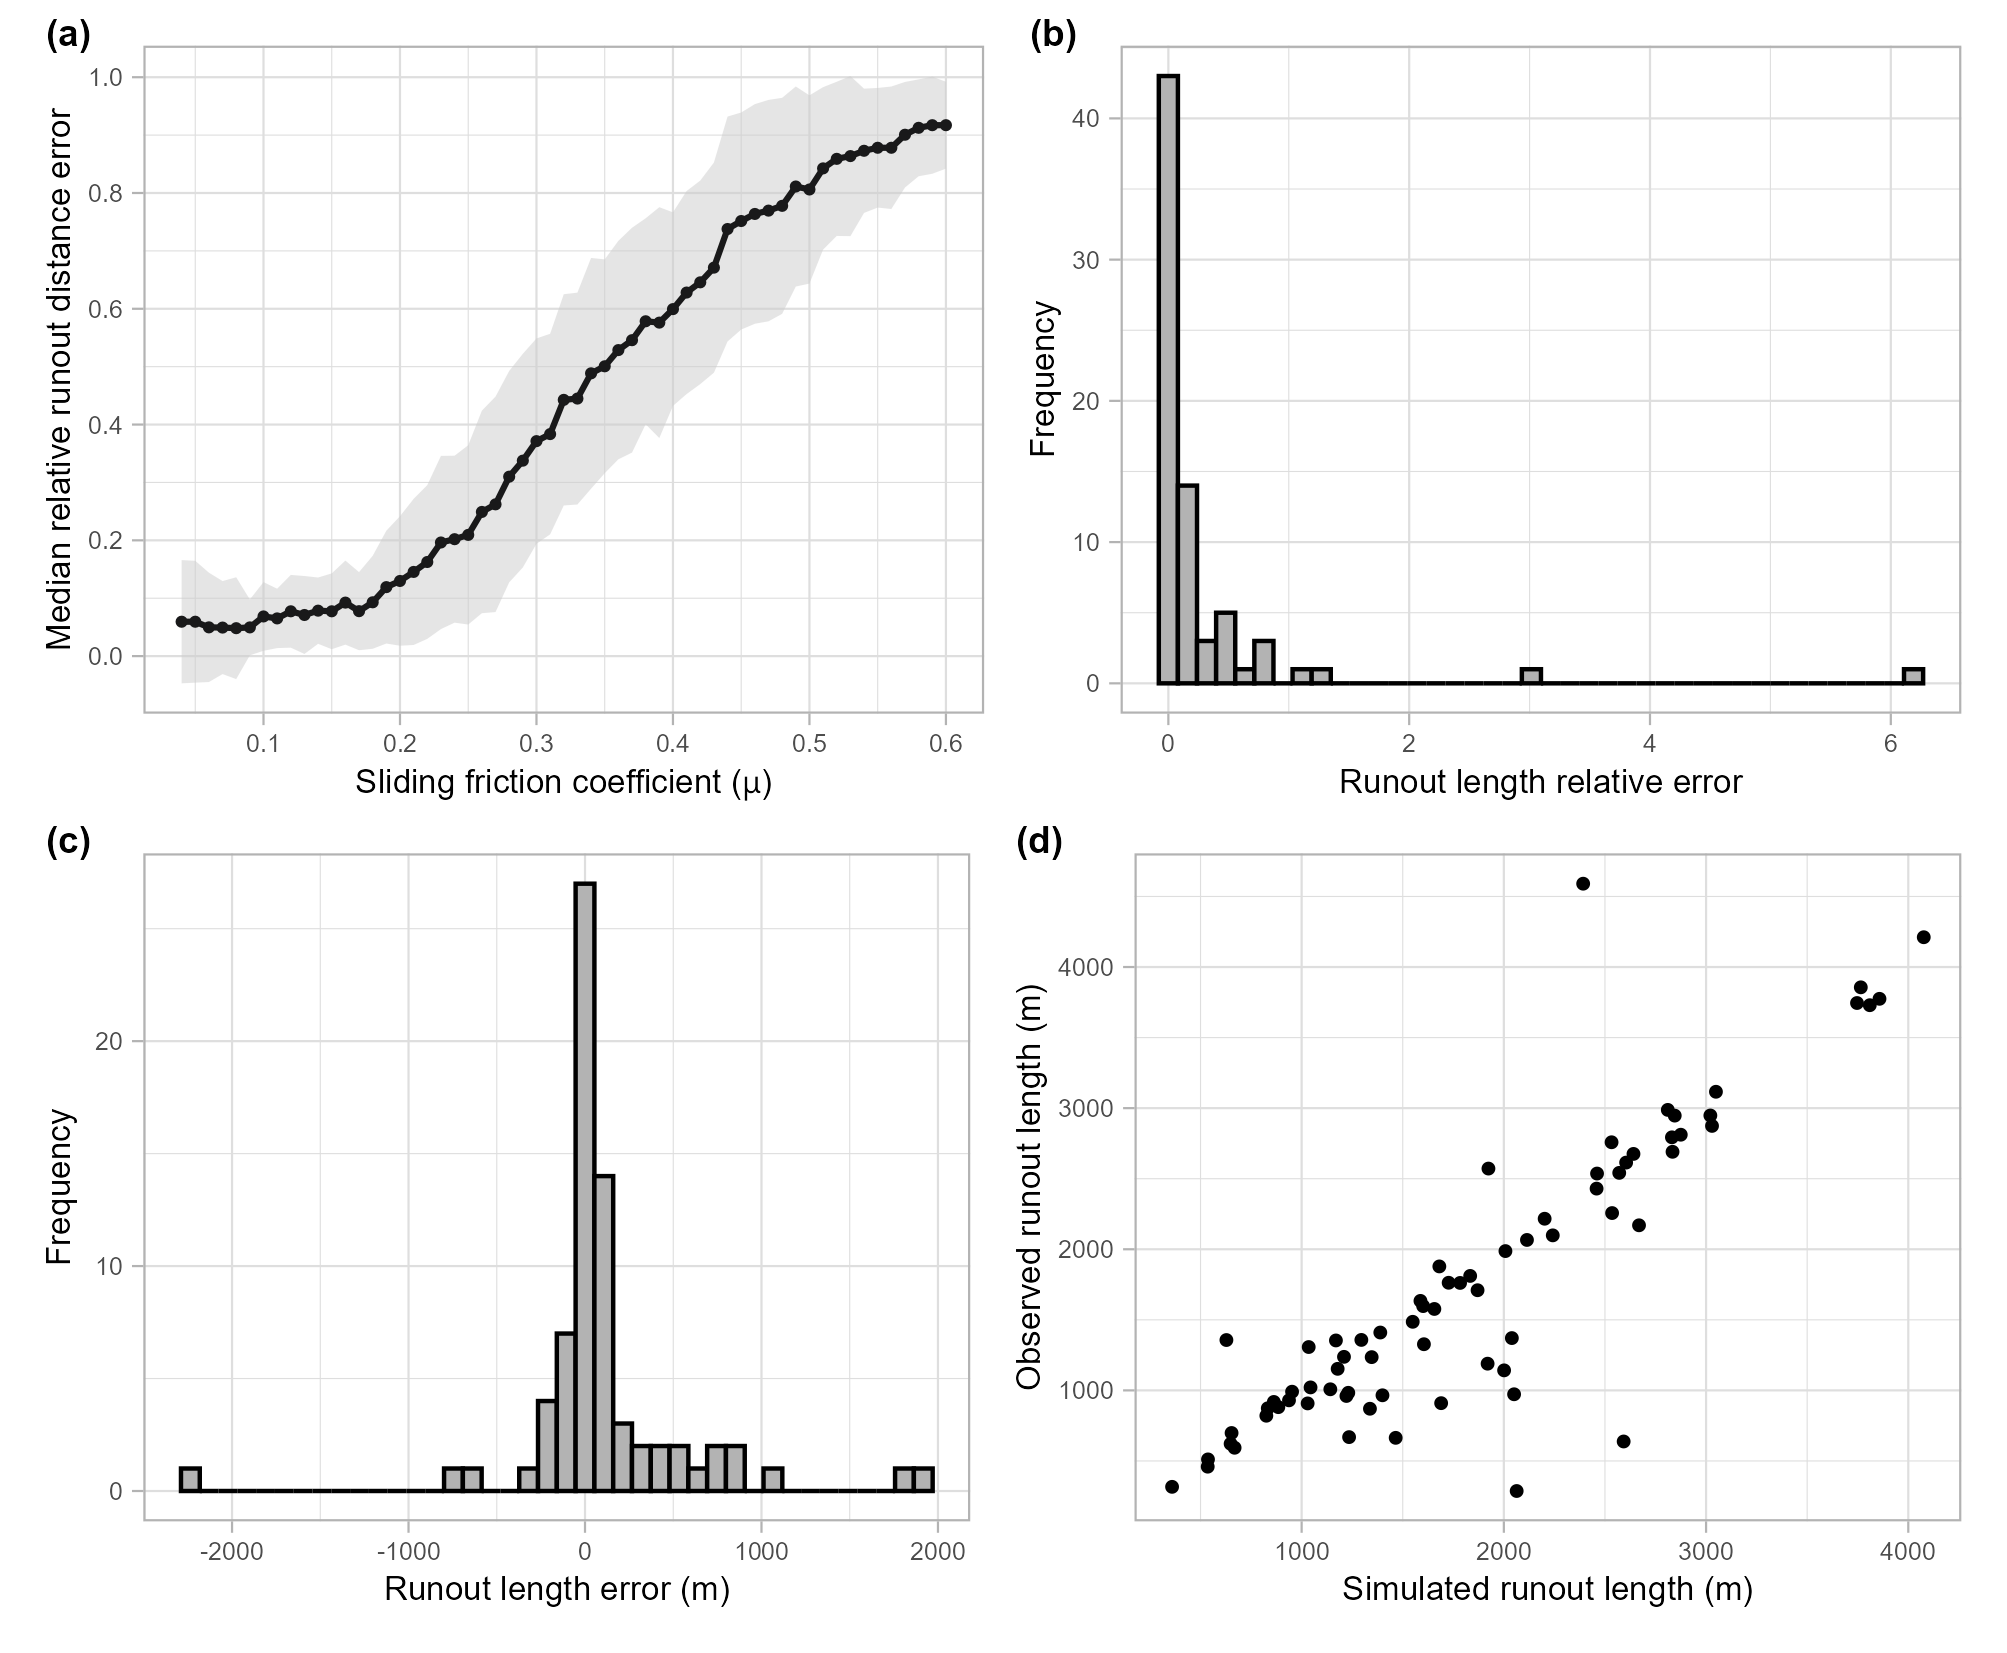 (a)
Median relative runout distance error
1.0
0.8
0.6
0.4
0.2
0.0
0.1 0.2 0.3 0.4 0.5 0.6
Sliding friction coefficient (μ)
(b)
Frequency
40
30
20
10
0
0 2 4 6
Runout length relative error
(c)
Frequency
20
10
0
-2000 -1000 0 1000 2000
Runout length error (m)
(d)
Observed runout length (m)
4000
3000
2000
1000
1000 2000 3000 4000
Simulated runout length (m)